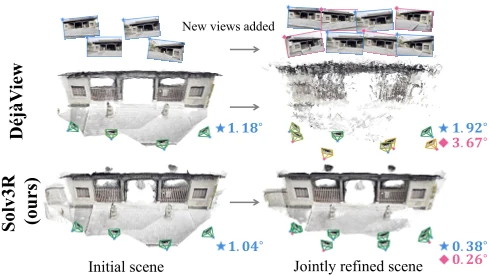 New views added
DéjàView
★1.18°
★1.92°
◆3.67°
Solv3R
(ours)
★1.04°
★0.38°
◆0.26°
Initial scene
Jointly refined scene